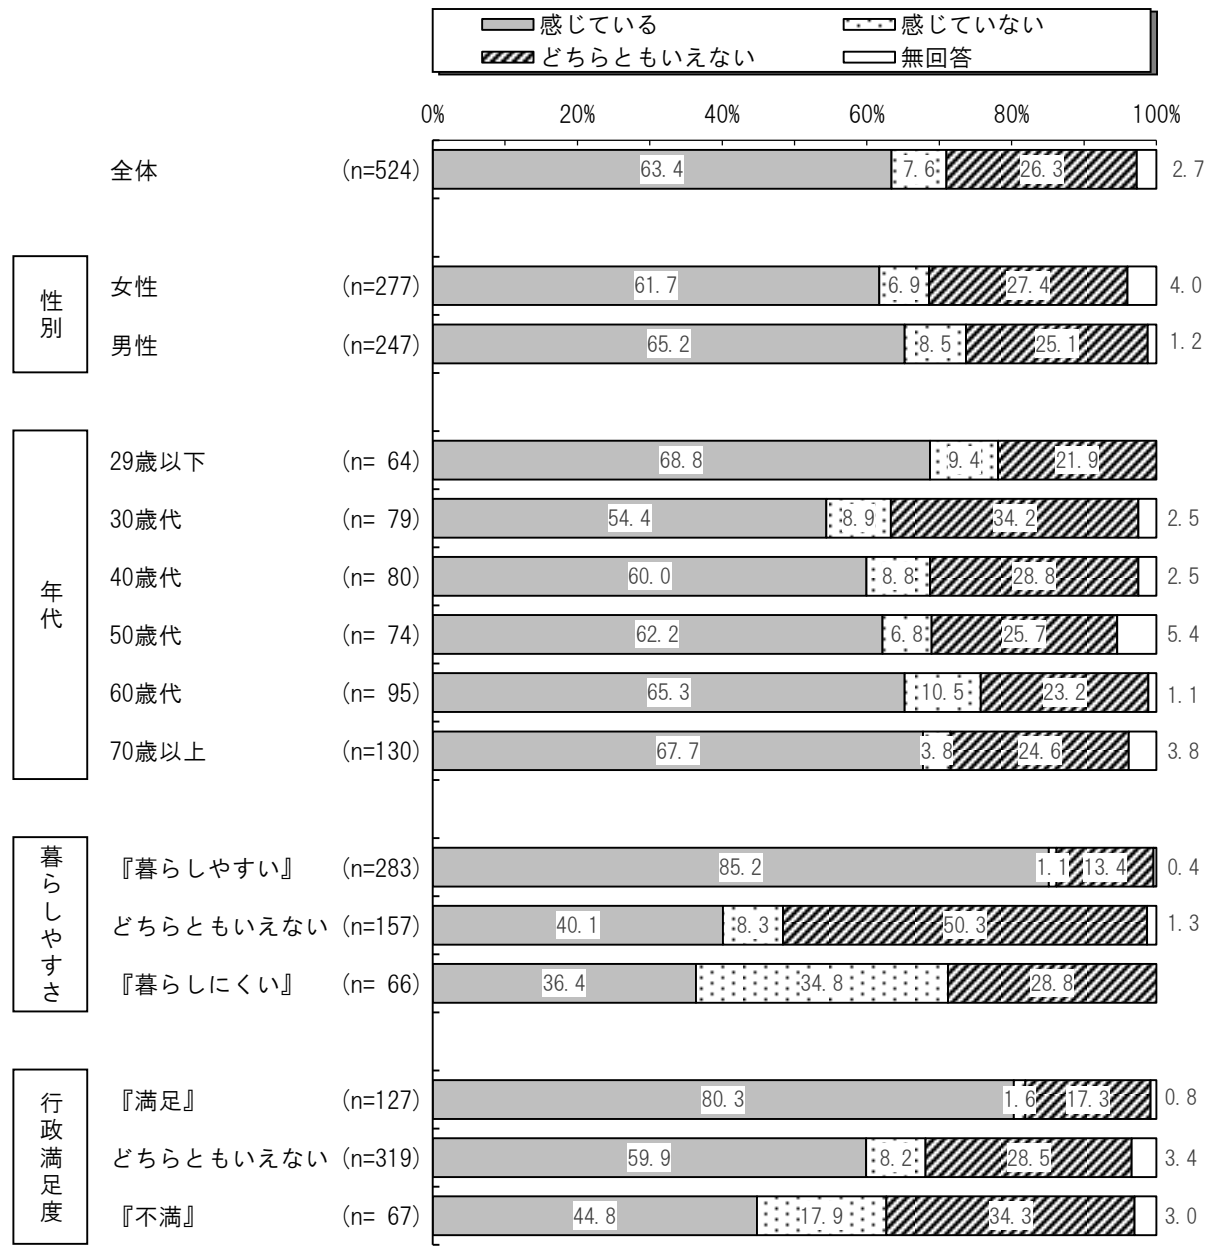 感じている 感じていない
どちらともいえない 無回答
0% 20% 40% 60% 80% 100%
全体 (n=524) 63.4 7.6 26.3 2.7
性別
女性 (n=277) 61.7 6.9 27.4 4.0
男性 (n=247) 65.2 8.5 25.1 1.2
年代
29歳以下 (n= 64) 68.8 9.4 21.9
30歳代 (n= 79) 54.4 8.9 34.2 2.5
40歳代 (n= 80) 60.0 8.8 28.8 2.5
50歳代 (n= 74) 62.2 6.8 25.7 5.4
60歳代 (n= 95) 65.3 10.5 23.2 1.1
70歳以上 (n=130) 67.7 3.8 24.6 3.8
暮らしやすさ
『暮らしやすい』 (n=283) 85.2 1.1 13.4 0.4
どちらともいえない (n=157) 40.1 8.3 50.3 1.3
『暮らしにくい』 (n= 66) 36.4 34.8 28.8
行政満足度
『満足』 (n=127) 80.3 1.6 17.3 0.8
どちらともいえない (n=319) 59.9 8.2 28.5 3.4
『不満』 (n= 67) 44.8 17.9 34.3 3.0